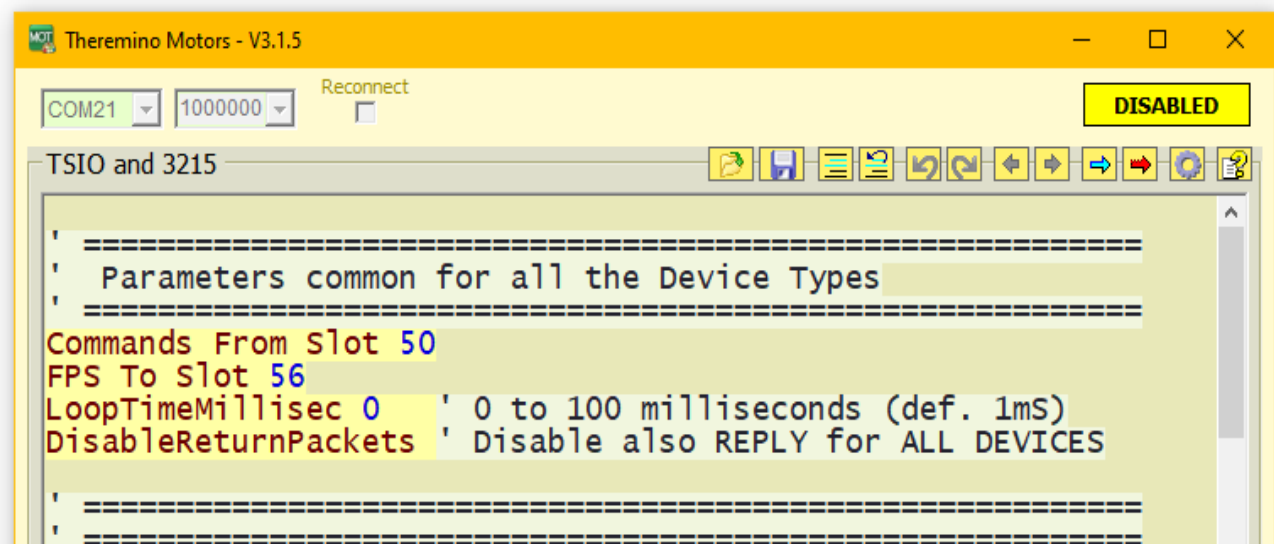 MOT
Theremino Motors - V3.1.5
COM21 1000000 Reconnect
DISABLED
TSIO and 3215
' =========================================================
'  Parameters common for all the Device Types
' =========================================================
Commands From Slot 50
FPS To Slot 56
LoopTimeMillisec 0   ' 0 to 100 milliseconds (def. 1mS)
DisableReturnPackets ' Disable also REPLY for ALL DEVICES
' =========================================================
' =========================================================